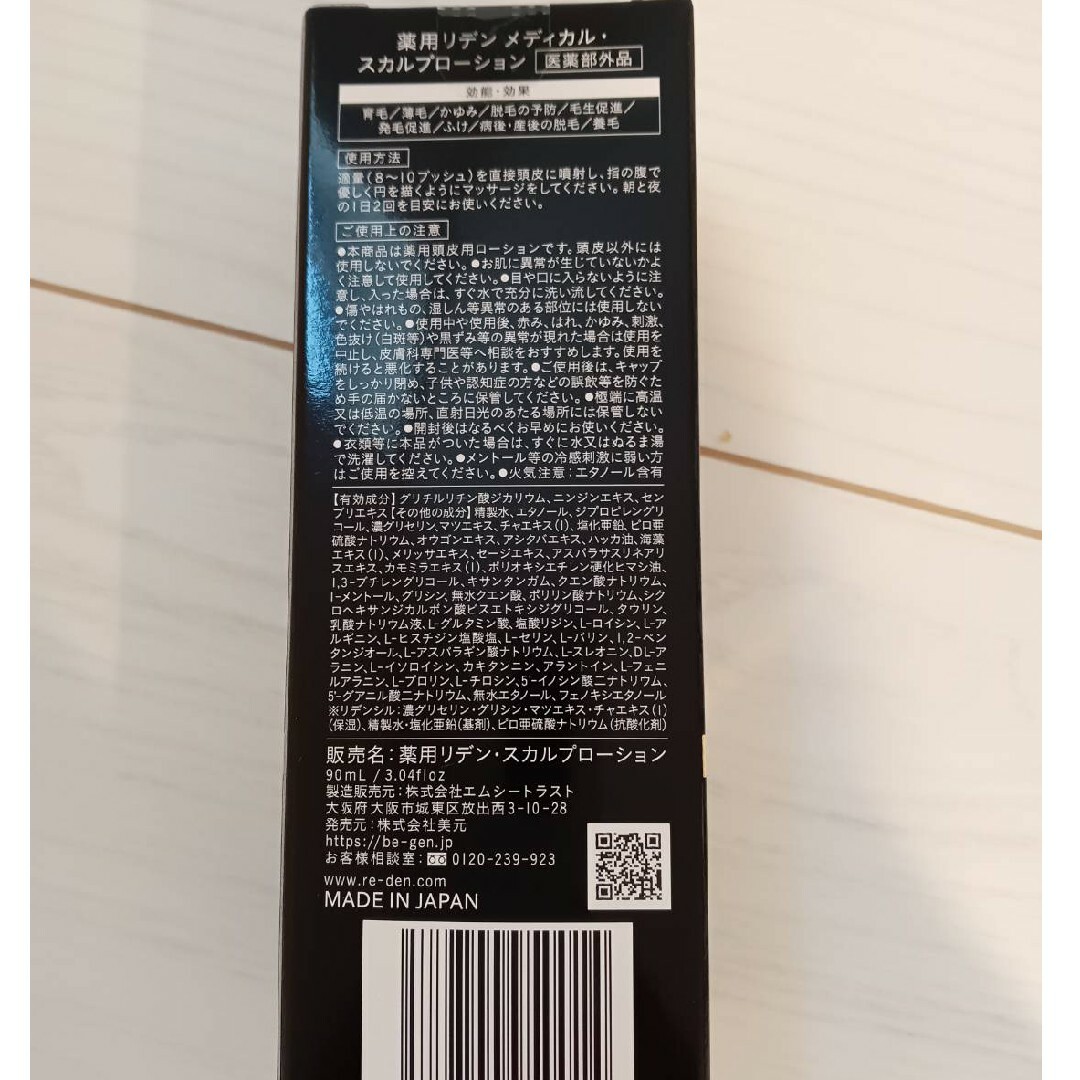 薬用リデン メディカル・
スカルプローション 医薬部外品
効能・効果
育毛/薄毛/かゆみ/脱毛の予防/毛生促進/
発毛促進/ふけ/病後・産後の脱毛/養毛
使用方法
適量(8〜10プッシュ)を直接頭皮に噴射し、指の腹で
優しく円を描くようにマッサージをしてください。朝と夜
の1日2回を目安にお使いください。
ご使用上の注意
●本商品は薬用頭皮用ローションです。頭皮以外には
使用しないでください。●お肌に異常が生じていないかよ
く注意して使用してください。●目や口に入らないように注
意し、入った場合は、すぐ水で充分に洗い流してください。
●傷やはれもの、湿しん等異常のある部位には使用しない
でください。●使用中や使用後、赤み、はれ、かゆみ、刺激、
色抜け(白斑等)や黒ずみ等の異常が現れた場合は使用を
中止し、皮膚科専門医等へ相談をおすすめします。使用を
続けると悪化することがあります。●ご使用後は、キャップ
をしっかり閉め、子供や認知症の方などの誤飲等を防ぐた
め手の届かないところに保管してください。●極端に高温
又は低温の場所、直射日光のあたる場所には保管しない
でください。●開封後はなるべくお早めにお使いください。
●衣類等に本品がついた場合は、すぐに水又はぬるま湯
で洗濯してください。●メントール等の冷感刺激に弱い方
はご使用を控えてください。●火気注意:エタノール含有
【有効成分】グリチルリチン酸ジカリウム、ニンジンエキス、セン
ブリエキス【その他の成分】精製水、エタノール、ジプロピレングリ
コール、濃グリセリン、マツエキス、チャエキス(1)、塩化亜鉛、ピロ亜
硫酸ナトリウム、オウゴンエキス、アシタバエキス、ハッカ油、海藻
エキス(1)、メリッサエキス、セージエキス、アスパラサスリネアリ
スエキス、カモミラエキス(1)、ポリオキシエチレン硬化ヒマシ油、
1,3-ブチレングリコール、キサンタンガム、クエン酸ナトリウム、
l-メントール、グリシン、無水クエン酸、ポリリン酸ナトリウム、シク
ロヘキサンジカルボン酸ビスエトキシジグリコール、タウリン、
乳酸ナトリウム液、L-グルタミン酸、塩酸リジン、L-ロイシン、L-ア
ルギニン、L-ヒスチジン塩酸塩、L-セリン、L-バリン、1,2-ペン
タンジオール、L-アスパラギン酸ナトリウム、L-スレオニン、DL-ア
ラニン、L-イソロイシン、カキタンニン、アラントイン、L-フェニ
ルアラニン、L-プロリン、L-チロシン、5'-イノシン酸二ナトリウム、
5'-グアニル酸二ナトリウム、無水エタノール、フェノキシエタノール
※リデンシル:濃グリセリン・グリシン・マツエキス・チャエキス(1)
(保湿)、精製水・塩化亜鉛(基剤)、ピロ亜硫酸ナトリウム(抗酸化剤)
販売名:薬用リデン・スカルプローション
90mL / 3.04fl oz
製造販売元:株式会社エムシートラスト
大阪府大阪市城東区放出西3-10-28
発売元:株式会社美元
https://be-gen.jp
お客様相談室: 0120-239-923
www.re-den.com
MADE IN JAPAN